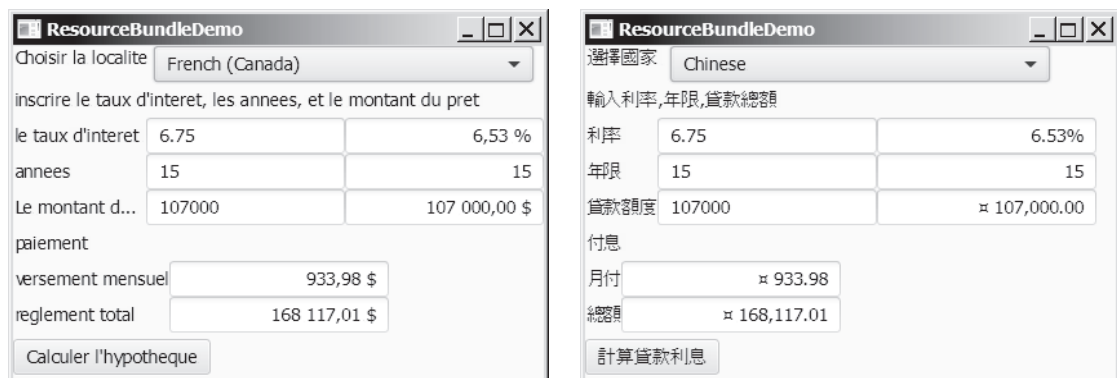 ResourceBundleDemo
Choisir la localite French (Canada)
inscrire le taux d'interet, les annees, et le montant du pret
le taux d'interet 6.75 6,53 %
annees 15 15
Le montant d... 107000 107 000,00 $
paiement
versement mensuel 933,98 $
reglement total 168 117,01 $
Calculer l'hypotheque
ResourceBundleDemo
選擇國家 Chinese
輸入利率,年限,貸款總額
利率 6.75 6.53%
年限 15 15
貸款額度 107000 ¤ 107,000.00
付息
月付 ¤ 933.98
總額 ¤ 168,117.01
計算貸款利息